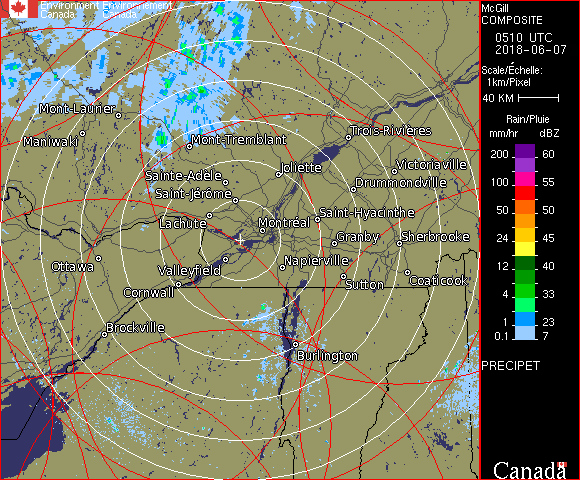 Environment Environnement
Canada Canada
McGill
COMPOSITE
0510 UTC
2018-06-07
Scale/Échelle:
1km/Pixel
40 KM
Rain/Pluie
mm/hr dBZ
200 60
100 55
50 50
24 45
12 40
4 33
1 23
0.1 7
PRECIPET
Canada
Mont-Laurier
Maniwaki
Mont-Tremblant
Trois-Rivières
Joliette
Victoriaville
Sainte-Adèle
Drummondville
Saint-Jérôme
Saint-Hyacinthe
Lachute
Montréal
Granby
Sherbrooke
Ottawa
Valleyfield
Napierville
Sutton
Coaticook
Cornwall
Brockville
Burlington